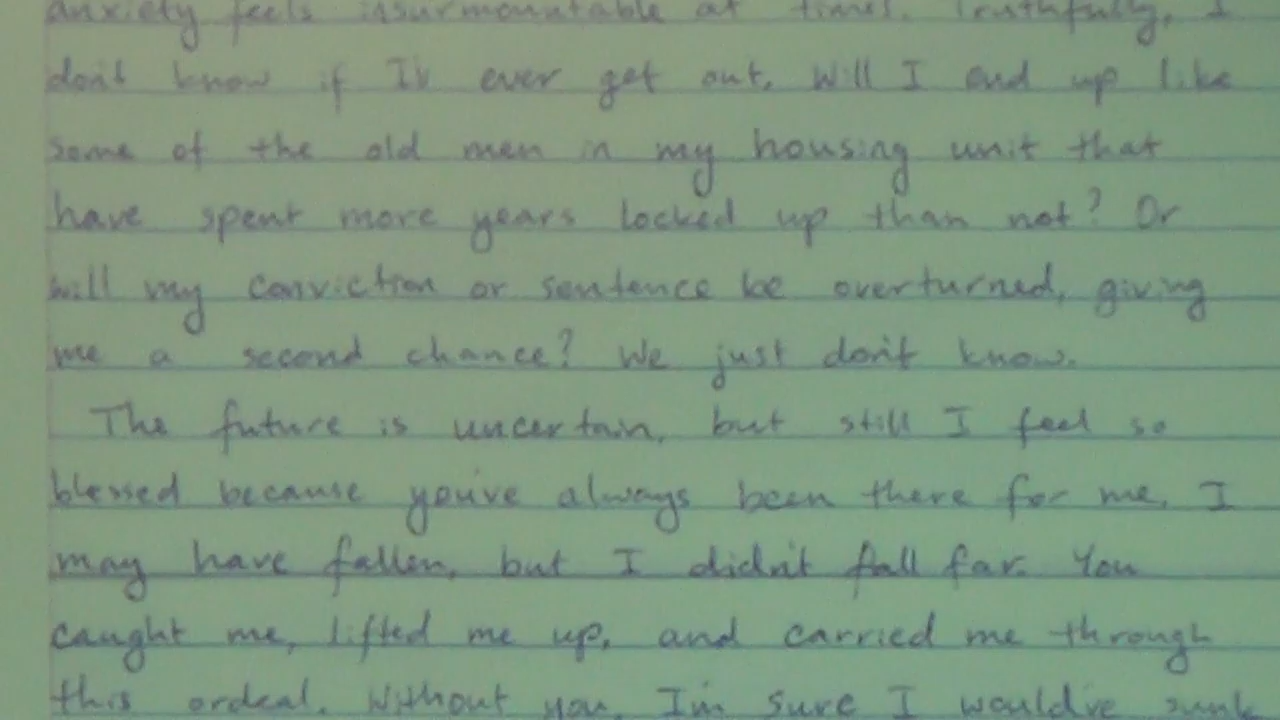 anxiety feels insurmountable at times. Truthfully, I
don't know if I'll ever get out. Will I end up like
some of the old men in my housing unit that
have spent more years locked up than not? Or
will my conviction or sentence be overturned, giving
me a second chance? We just don't know.
The future is uncertain, but still I feel so
blessed because you've always been there for me. I
may have fallen, but I didn't fall far. You
caught me, lifted me up, and carried me through
this ordeal. Without you, I'm sure I would've sunk